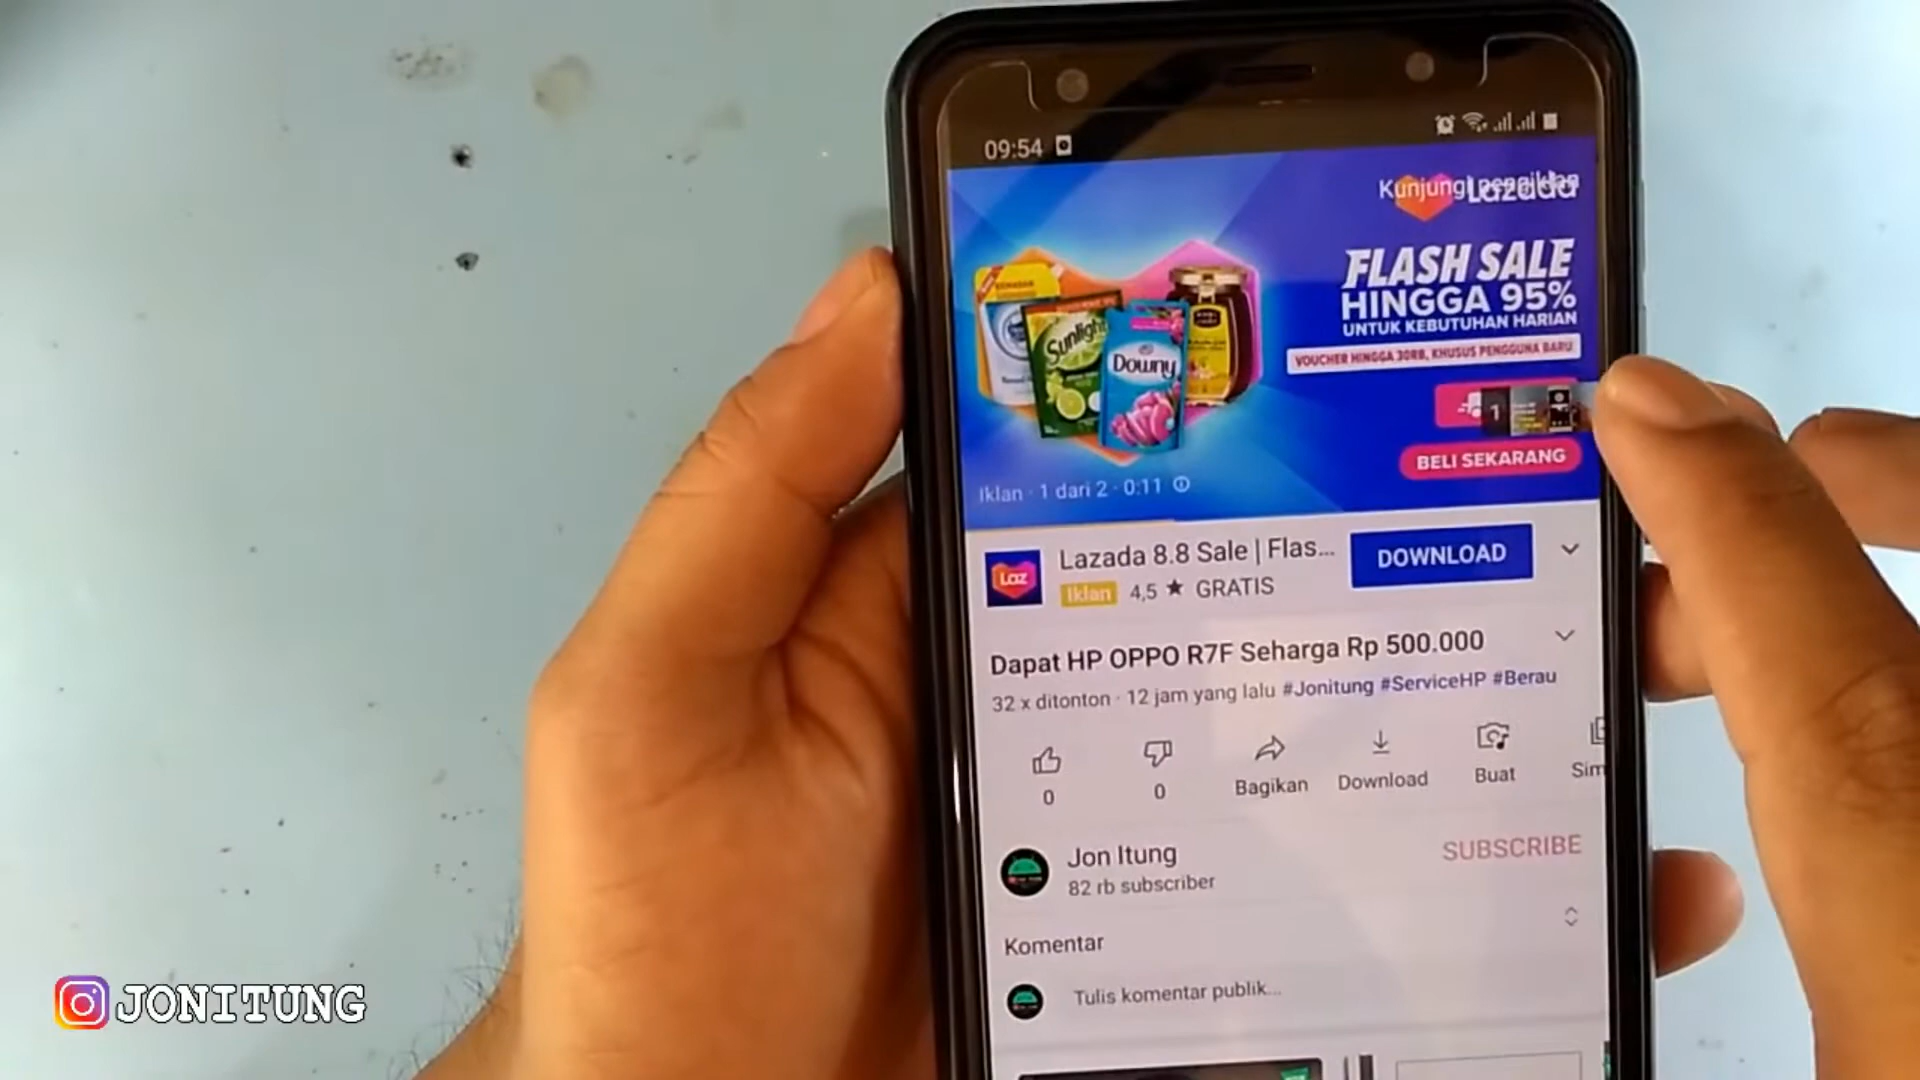 09:54
Kunjungi pengiklan
Lazada
FLASH SALE
HINGGA 95%
UNTUK KEBUTUHAN HARIAN
VOUCHER HINGGA 30RB, KHUSUS PENGGUNA BARU
Sunlight
Downy
1
BELI SEKARANG
Iklan · 1 dari 2 · 0:11
Laz
Lazada 8.8 Sale | Flas...
DOWNLOAD
Iklan 4,5 ★ GRATIS
Dapat HP OPPO R7F Seharga Rp 500.000
32 x ditonton · 12 jam yang lalu #Jonitung #ServiceHP #Berau
0
0
Bagikan
Download
Buat
Sim
Jon Itung
82 rb subscriber
SUBSCRIBE
Komentar
Tulis komentar publik...
JONITUNG